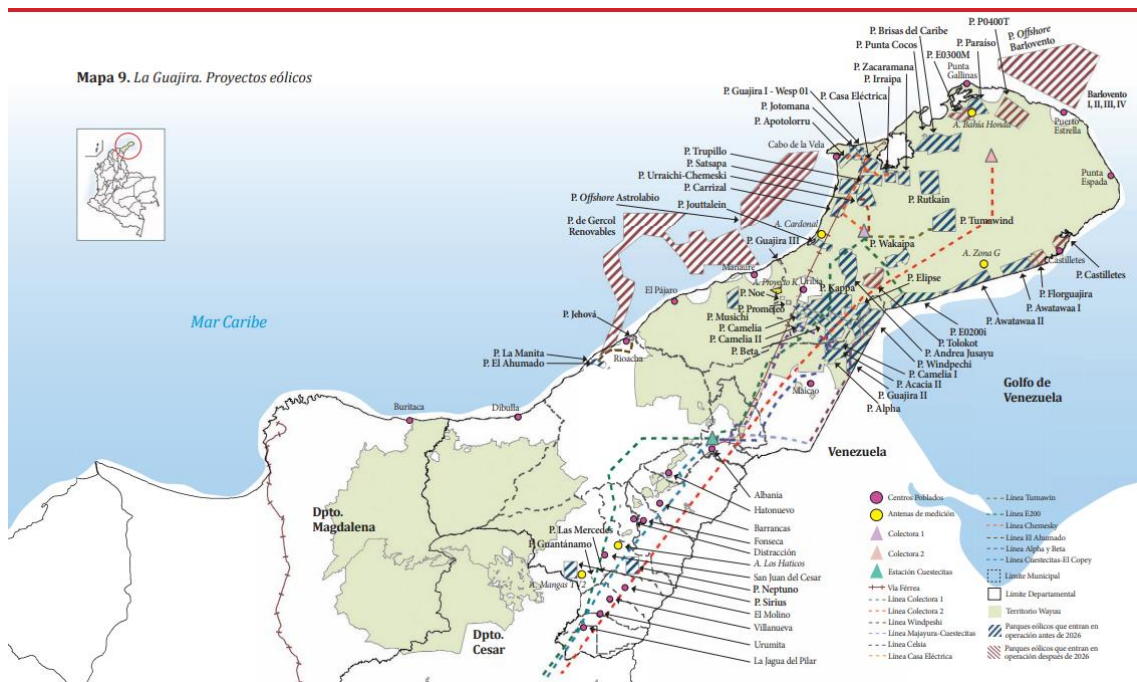 Mapa 9. La Guajira. Proyectos eólicos
P. P0400T
P. Brisas del Caribe
P. Offshore
Barlovento
P. Punta Cocos
P. Paraíso
P. E0300M
Punta
Gallinas
P. Zacaramana
P. Irraipa
P. Guajira I - Wesp 01
P. Casa Eléctrica
Barlovento
I, II, III, IV
P. Jotomana
P. Apotolorru
A. Bahía Honda
Puerto
Estrella
Cabo de la Vela
P. Trupillo
P. Satsapa
P. Urraichi-Chemeski
P. Carrizal
Punta
Espada
P. Rutkain
P. Offshore Astrolabio
P. Jouttalein
P. de Gercol
Renovables
A. Cardonal
P. Tumawind
P. Guajira III
P. Wakaipa
A. Zona G
Castilletes
P. Castilletes
Manaure
A. Proyecto K
Uribia
P. Elipse
P. Kappa
P. Florguajira
El Pájaro
P. Noe
P. Prometeo
P. Awatawaa I
P. Jehová
P. Musichi
P. Awatawaa II
Mar Caribe
P. Camelia
P. E0200i
P. Camelia II
P. Tolokot
P. Beta
P. Andrea Jusayu
P. La Manita
P. El Ahumado
Rioacha
P. Windpechi
P. Camelia I
P. Acacia II
P. Guajira II
P. Alpha
Maicao
Golfo de
Venezuela
Buritaca
Dibulla
Venezuela
Albania
Hatonuevo
Barrancas
Fonseca
Distracción
A. Los Haticos
San Juan del Cesar
P. Neptuno
P. Sirius
El Molino
Villanueva
Urumita
La Jagua del Pilar
Dpto.
Magdalena
P. Las Mercedes
P. Guantánamo
A. Mangas TV2
Dpto.
Cesar
Centros Poblados
Antenas de medición
Colectora 1
Colectora 2
Estación Cuestecitas
Vía Férrea
Línea Colectora 1
Línea Colectora 2
Línea Windpeshi
Línea Majayura-Cuestecitas
Línea Celsia
Línea Casa Eléctrica
Línea Tumawin
Línea E200
Línea Chemesky
Línea El Ahumado
Línea Alpha y Beta
Línea Cuestecitas-El Copey
Límite Municipal
Límite Departamental
Territorio Wayuu
Parques eólicos que entran en
operación antes de 2026
Parques eólicos que entran en
operación después de 2026